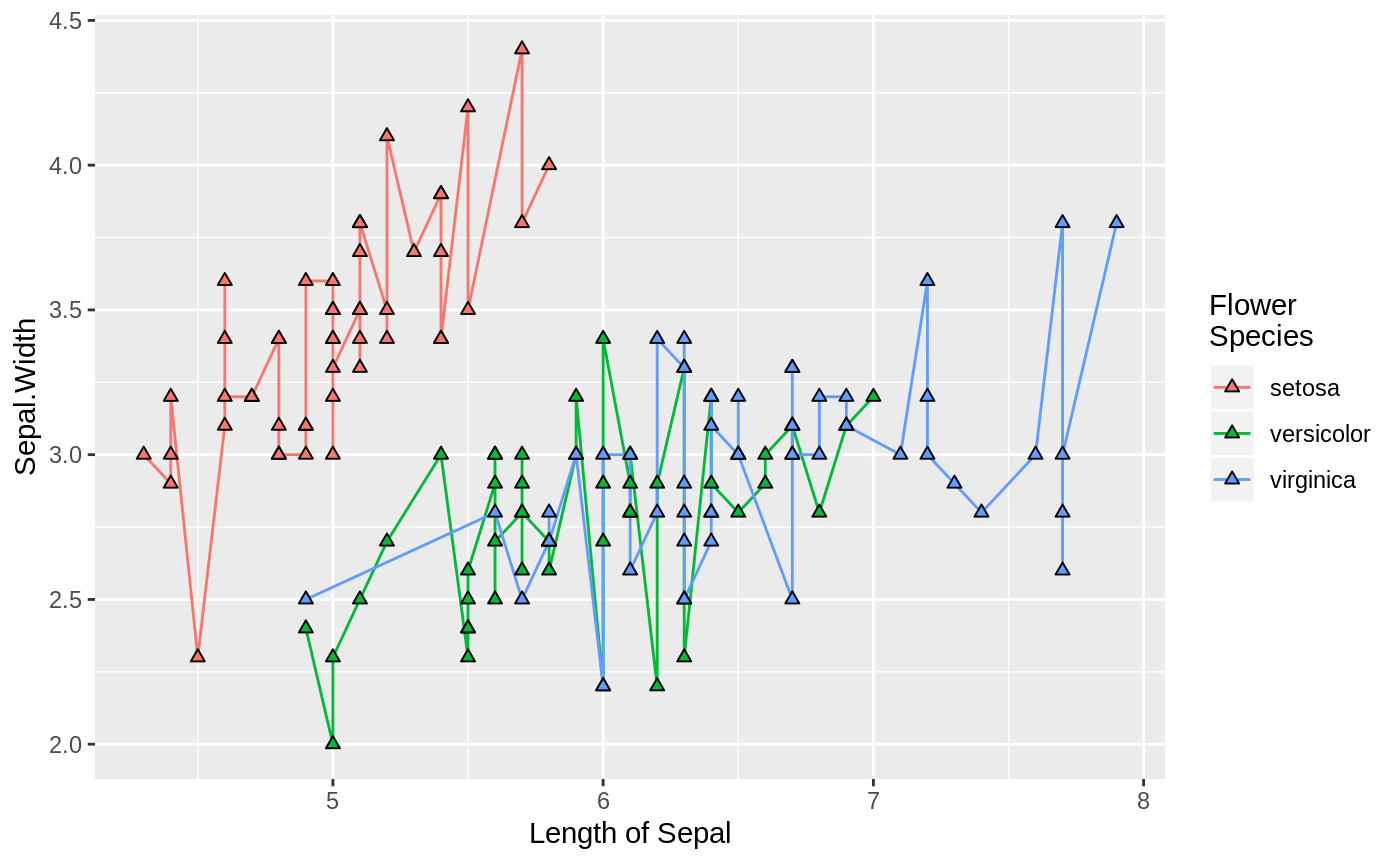 4.5
4.0
3.5
3.0
2.5
2.0
Sepal.Width
5
6
7
8
Length of Sepal
Flower
Species
setosa
versicolor
virginica